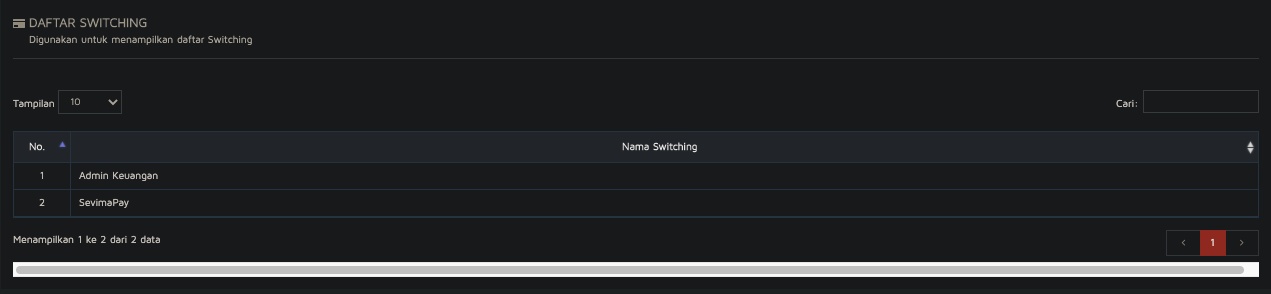 DAFTAR SWITCHING
Digunakan untuk menampilkan daftar Switching
Tampilan 10 Cari:
No. Nama Switching
1 Admin Keuangan
2 SevimaPay
Menampilkan 1 ke 2 dari 2 data
‹ 1 ›